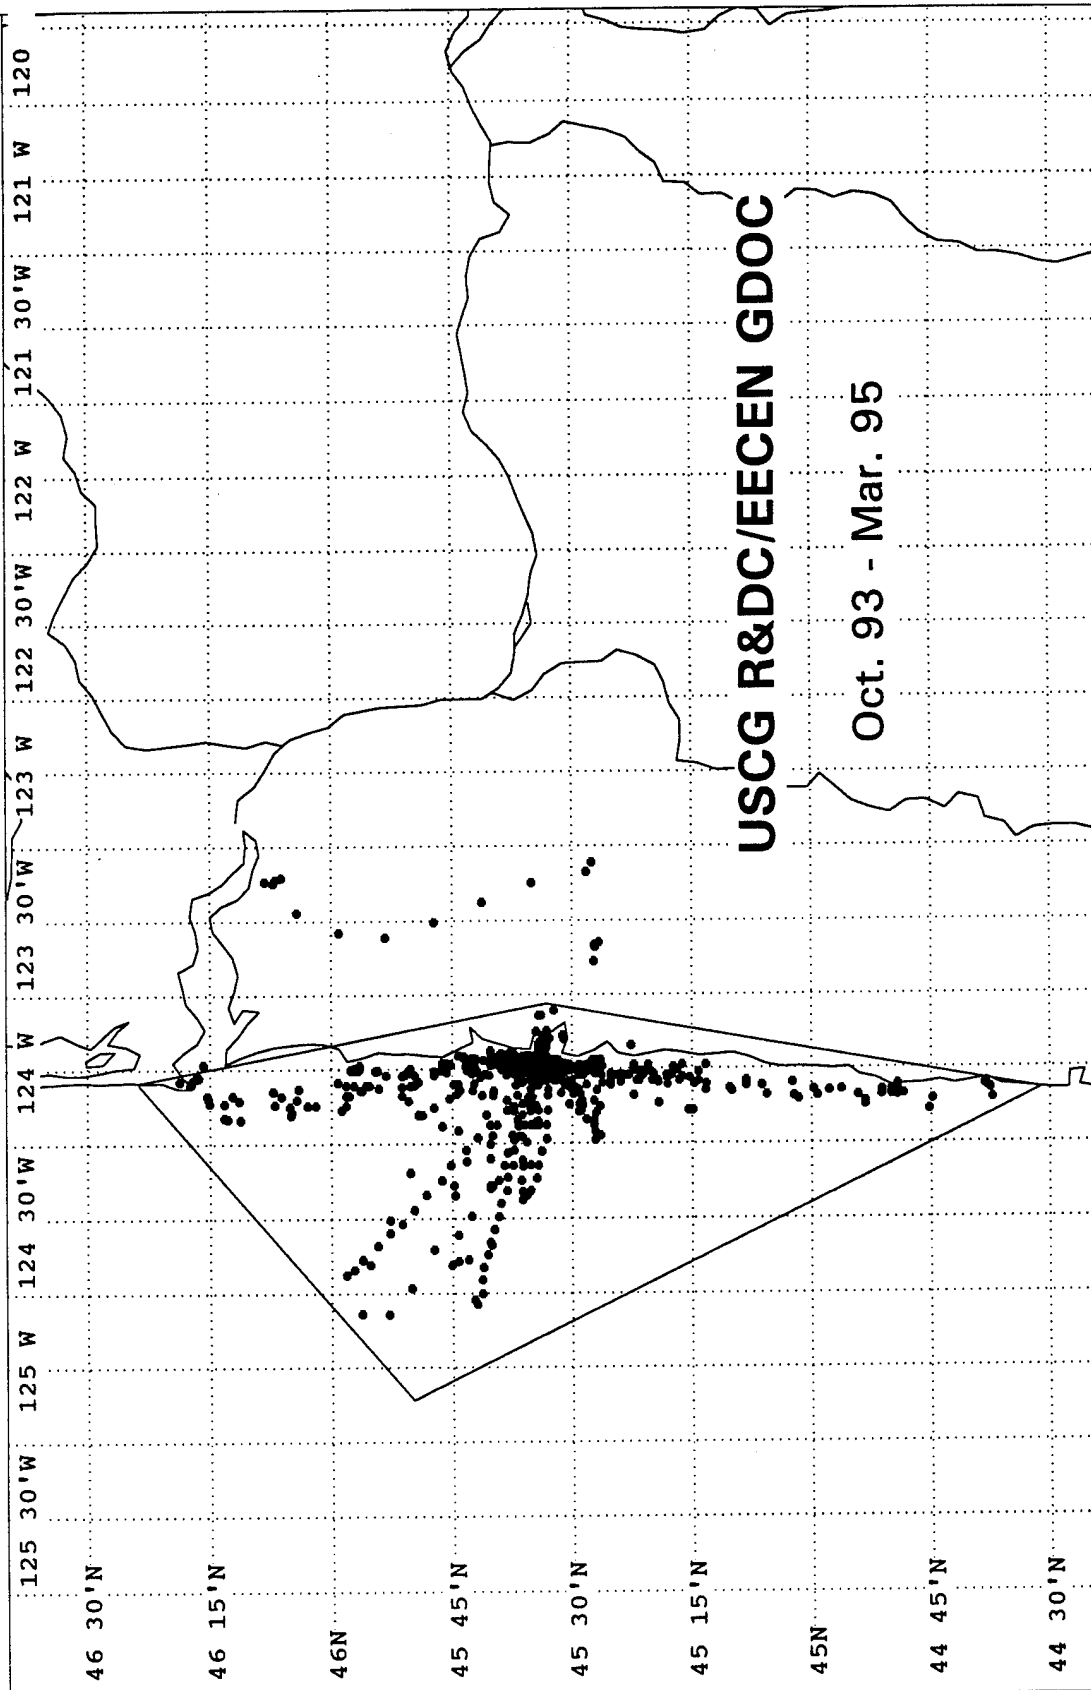 USCG R&DC/EECEN GDOC
Oct. 93 - Mar. 95
125 30'W
125 W
124 30'W
124 W
123 30'W
123 W
122 30'W
122 W
121 30'W
121 W
120
46 30'N
46 15'N
46N
45 45'N
45 30'N
45 15'N
45N
44 45'N
44 30'N